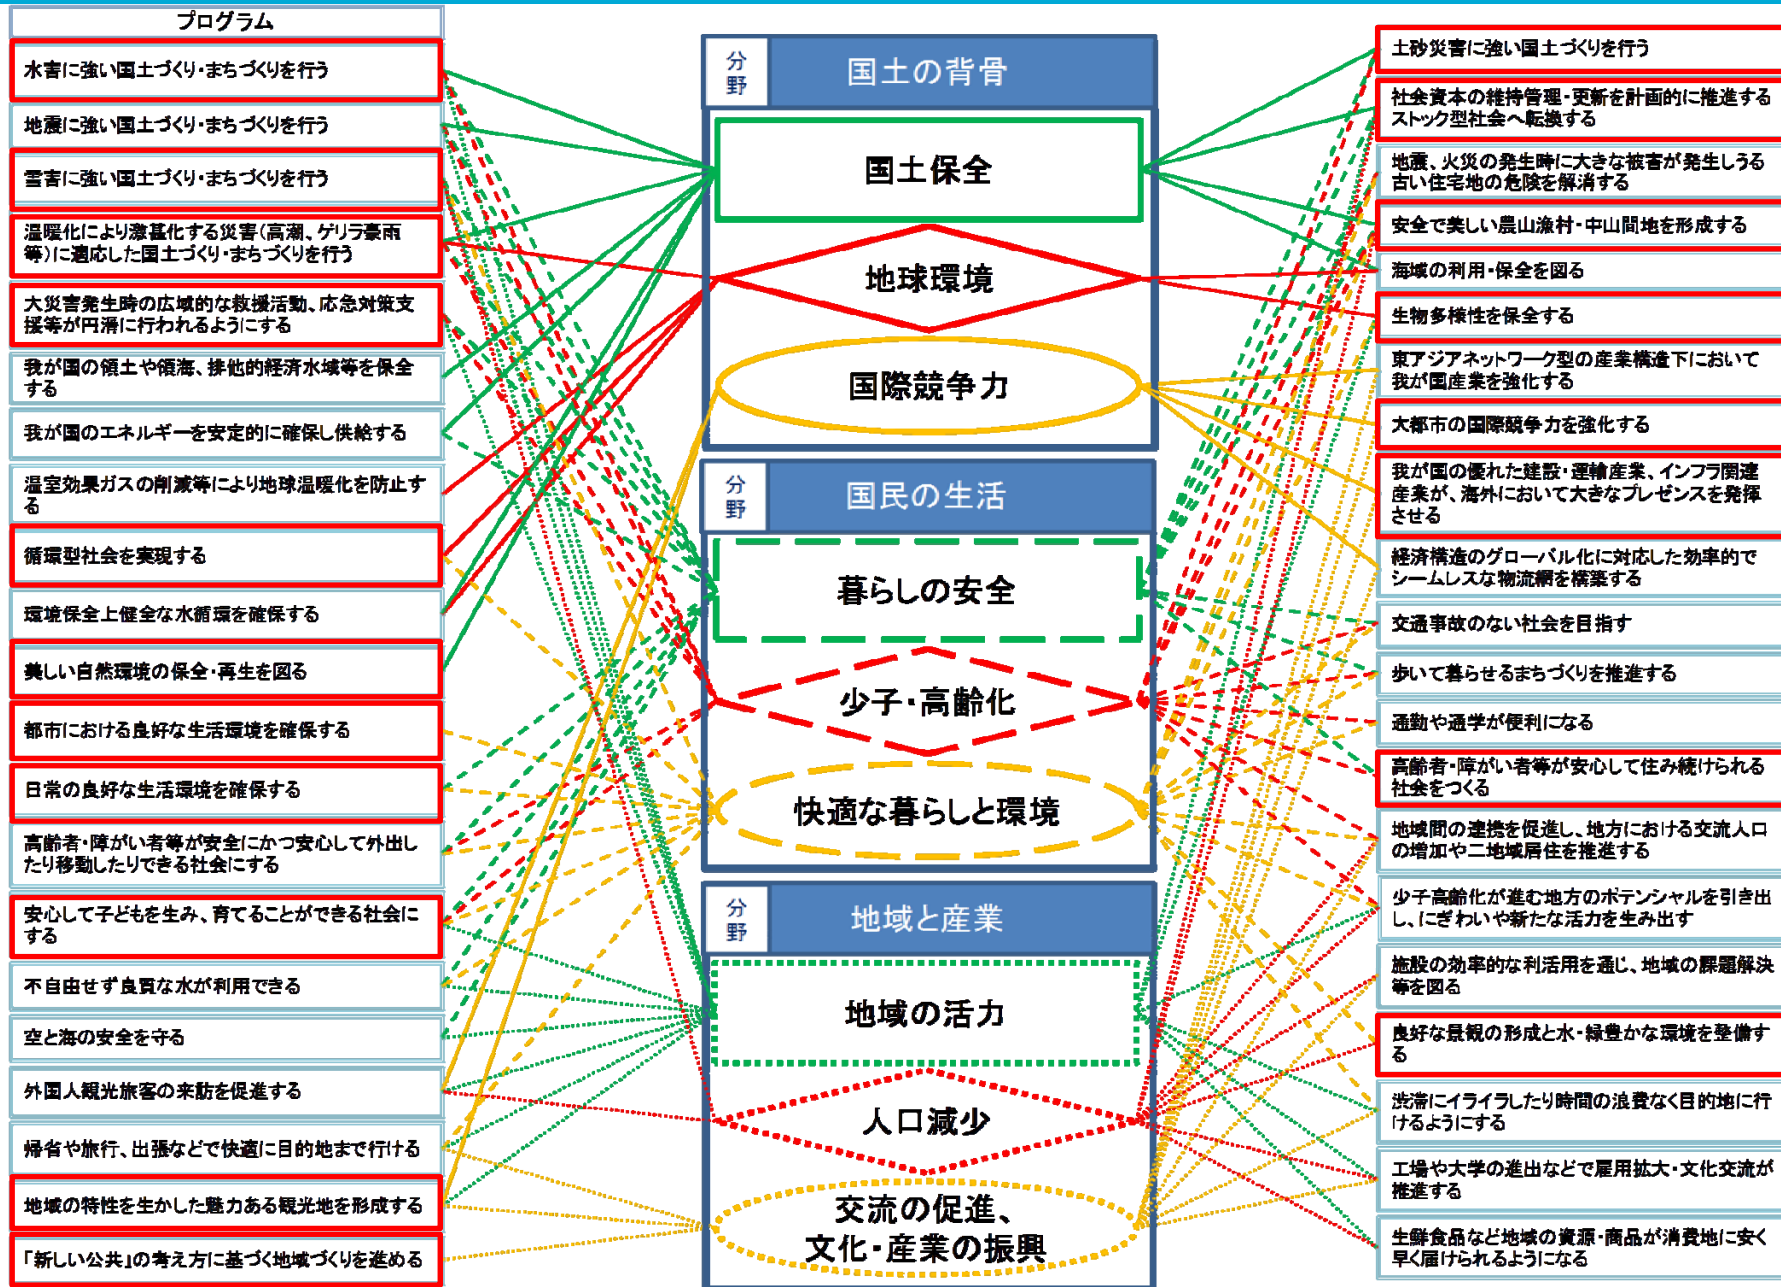 プログラム
水害に強い国土づくり・まちづくりを行う
地震に強い国土づくり・まちづくりを行う
雪害に強い国土づくり・まちづくりを行う
温暖化により激甚化する災害(高潮、ゲリラ豪雨
等)に適応した国土づくり・まちづくりを行う
大災害発生時の広域的な救援活動、応急対策支
援等が円滑に行われるようにする
我が国の領土や領海、排他的経済水域等を保全
する
我が国のエネルギーを安定的に確保し供給する
温室効果ガスの削減等により地球温暖化を防止す
る
循環型社会を実現する
環境保全上健全な水循環を確保する
美しい自然環境の保全・再生を図る
都市における良好な生活環境を確保する
日常の良好な生活環境を確保する
高齢者・障がい者等が安全にかつ安心して外出し
たり移動したりできる社会にする
安心して子どもを生み、育てることができる社会に
する
不自由せず良質な水が利用できる
空と海の安全を守る
外国人観光旅客の来訪を促進する
帰省や旅行、出張などで快適に目的地まで行ける
地域の特性を生かした魅力ある観光地を形成する
「新しい公共」の考え方に基づく地域づくりを進める
分野
国土の背骨
国土保全
地球環境
国際競争力
分野
国民の生活
暮らしの安全
少子・高齢化
快適な暮らしと環境
分野
地域と産業
地域の活力
人口減少
交流の促進、
文化・産業の振興
土砂災害に強い国土づくりを行う
社会資本の維持管理・更新を計画的に推進する
ストック型社会へ転換する
地震、火災の発生時に大きな被害が発生しうる
古い住宅地の危険を解消する
安全で美しい農山漁村・中山間地を形成する
海域の利用・保全を図る
生物多様性を保全する
東アジアネットワーク型の産業構造下において
我が国産業を強化する
大都市の国際競争力を強化する
我が国の優れた建設・運輸産業、インフラ関連
産業が、海外において大きなプレゼンスを発揮
させる
経済構造のグローバル化に対応した効率的で
シームレスな物流網を構築する
交通事故のない社会を目指す
歩いて暮らせるまちづくりを推進する
通勤や通学が便利になる
高齢者・障がい者等が安心して住み続けられる
社会をつくる
地域間の連携を促進し、地方における交流人口
の増加や二地域居住を推進する
少子高齢化が進む地方のポテンシャルを引き出
し、にぎわいや新たな活力を生み出す
施設の効率的な利活用を通じ、地域の課題解決
等を図る
良好な景観の形成と水・緑豊かな環境を整備す
る
渋滞にイライラしたり時間の浪費なく目的地に行
けるようにする
工場や大学の進出などで雇用拡大・文化交流が
推進する
生鮮食品など地域の資源・商品が消費地に安く
早く届けられるようになる